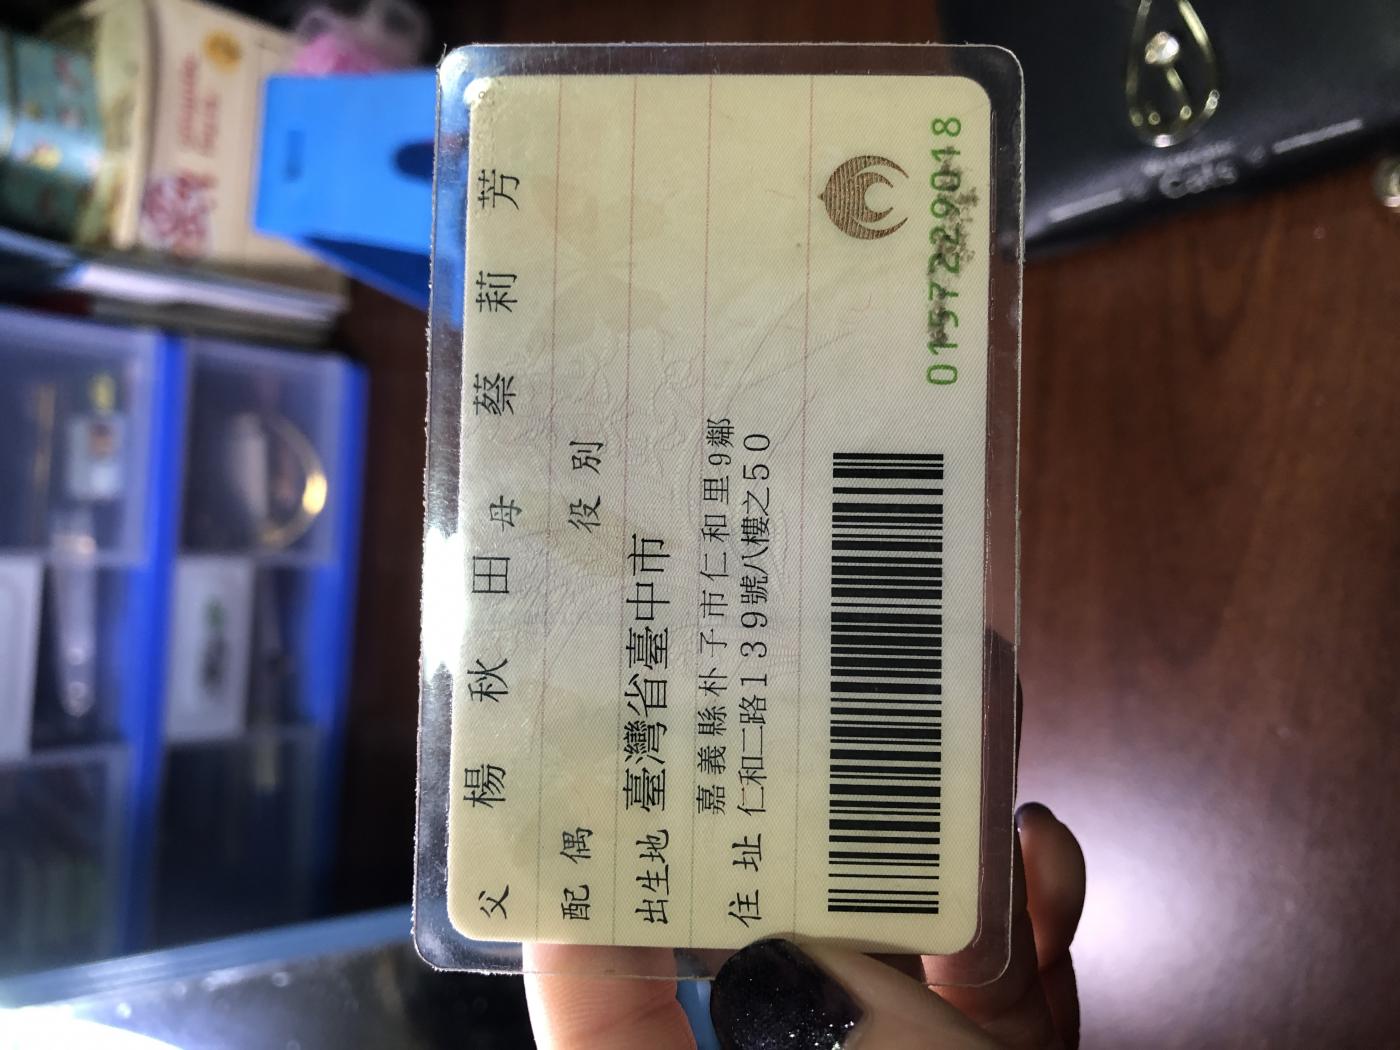 父 楊秋田 母 蔡莉芳
配偶 役別
出生地 臺灣省臺中市
住址 嘉義縣朴子市仁和里9鄰
仁和二路139號八樓之50
0157229018
Cats